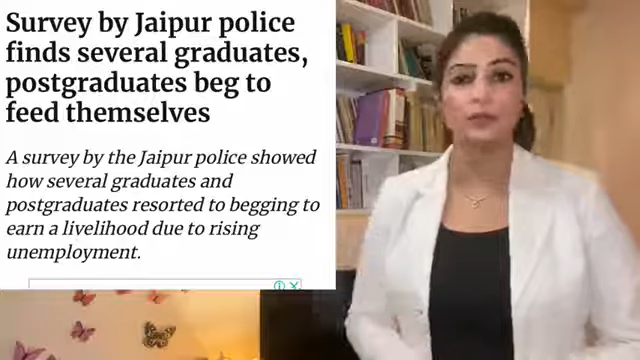 Survey by Jaipur police
finds several graduates,
postgraduates beg to
feed themselves
A survey by the Jaipur police showed
how several graduates and
postgraduates resorted to begging to
earn a livelihood due to rising
unemployment.